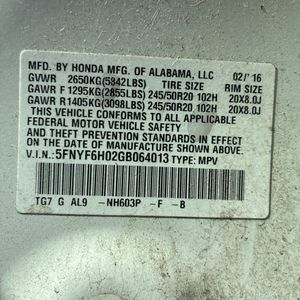 MFD. BY HONDA MFG. OF ALABAMA, LLC 02/'16
GVWR 2650KG(5842LBS) TIRE SIZE RIM SIZE
GAWR F 1295KG(2855LBS) 245/50R20 102H 20X8.0J
GAWR R 1405KG(3098LBS) 245/50R20 102H 20X8.0J
THIS VEHICLE CONFORMS TO ALL APPLICABLE
FEDERAL MOTOR VEHICLE SAFETY AND THEFT
PREVENTION STANDARDS IN EFFECT ON THE
DATE OF MANUFACTURE SHOWN ABOVE.
V.I.N: 5FNYF6H02GB064013 TYPE: MPV
TG7 G AL9 -NH603P -F -B